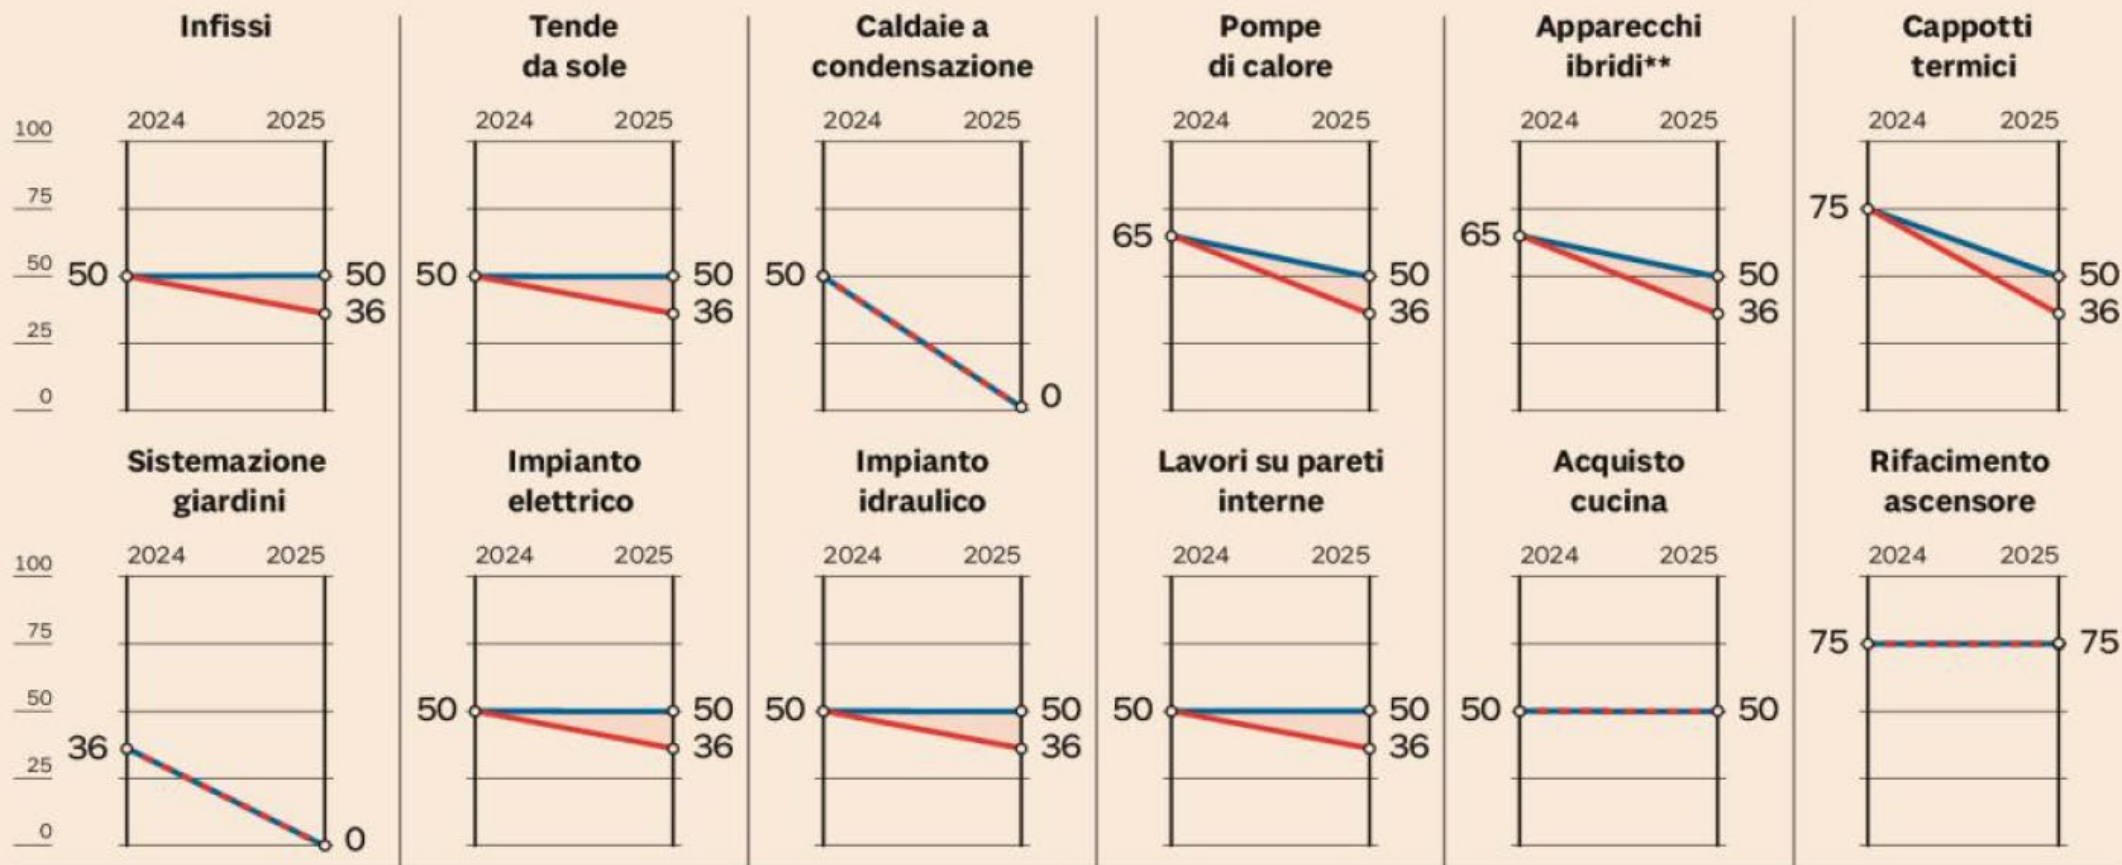 Infissi
Tende
da sole
Caldaie a
condensazione
Pompe
di calore
Apparecchi
ibridi**
Cappotti
termici
2024 2025 2024 2025 2024 2025 2024 2025 2024 2025 2024 2025
100
75
50
25
0
50 50 36
50 50 36
50 0
65 50 36
65 50 36
75 50 36
Sistemazione
giardini
Impianto
elettrico
Impianto
idraulico
Lavori su pareti
interne
Acquisto
cucina
Rifacimento
ascensore
2024 2025 2024 2025 2024 2025 2024 2025 2024 2025 2024 2025
100
75
50
25
0
36 0
50 50 36
50 50 36
50 50 36
50 50
75 75